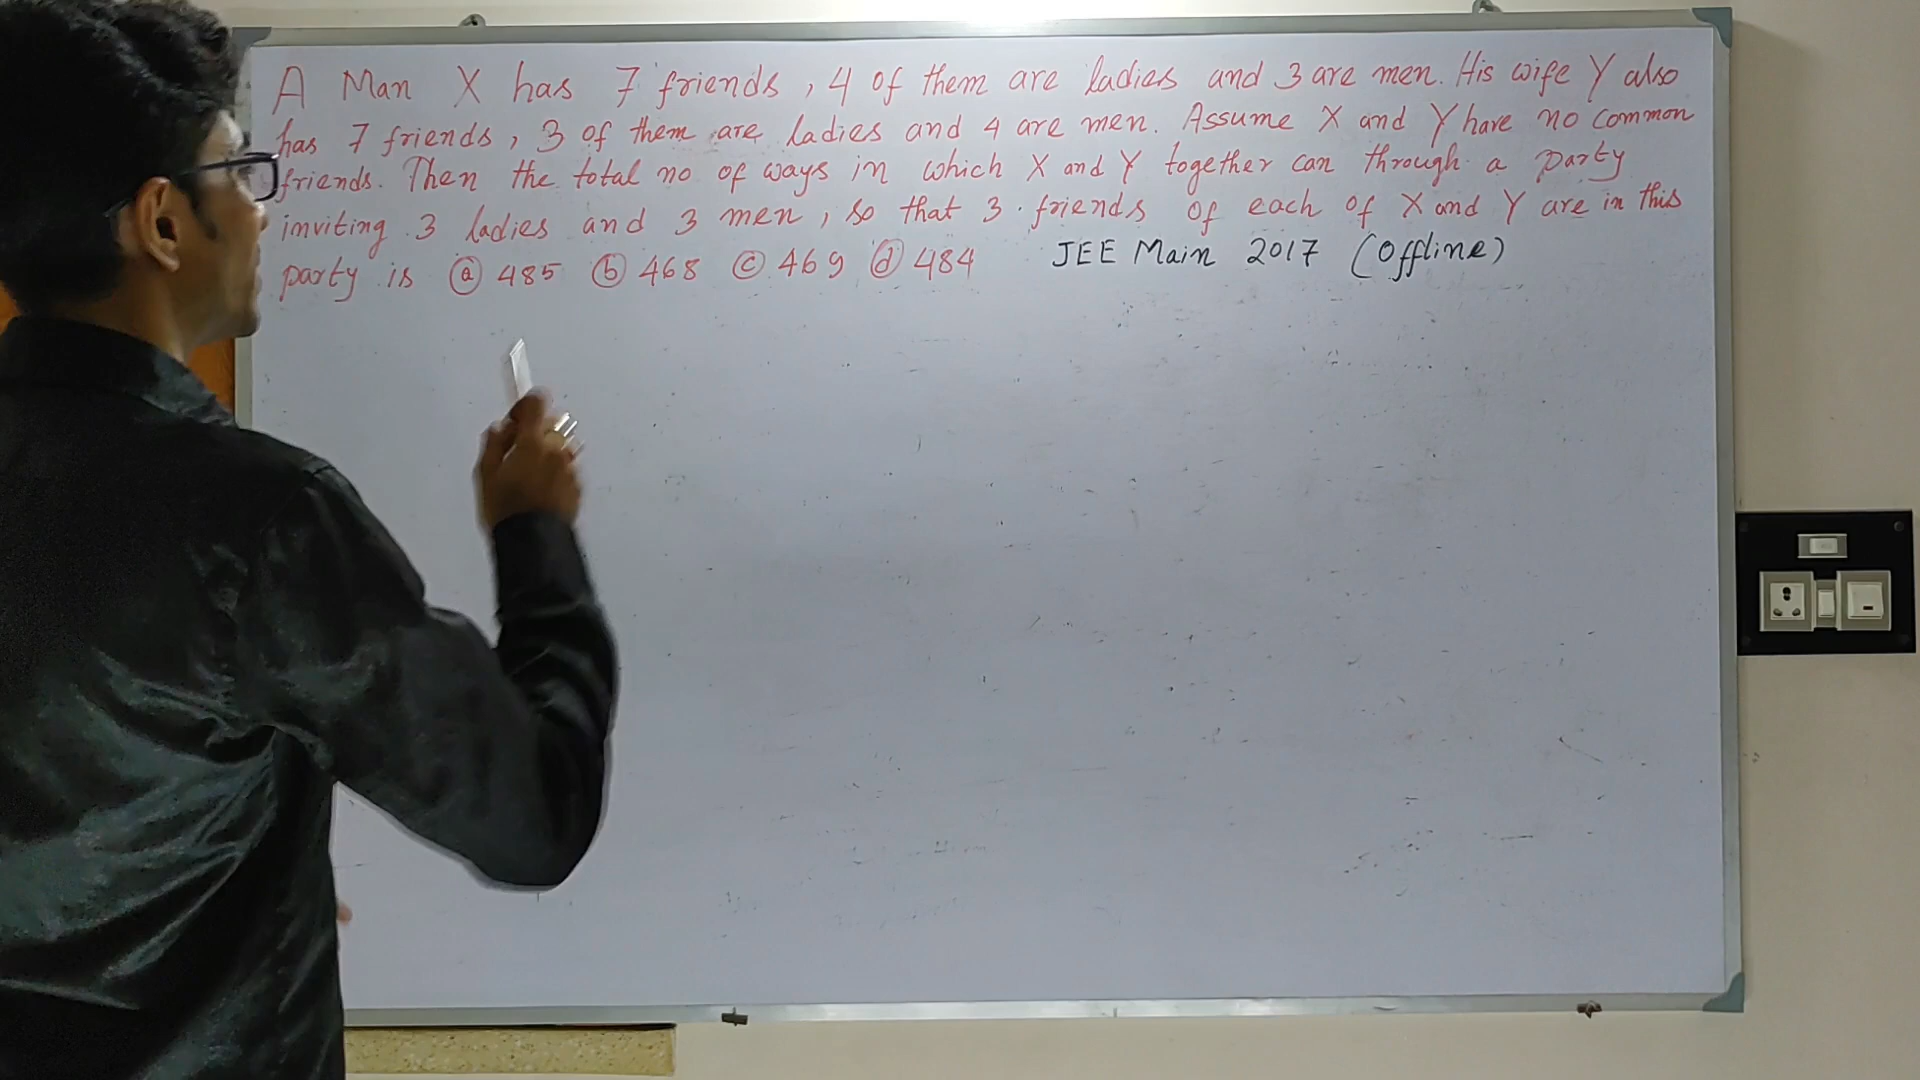 A Man X has 7 friends, 4 of them are ladies and 3 are men. His wife Y also
has 7 friends, 3 of them are ladies and 4 are men. Assume X and Y have no common
friends. Then the total no of ways in which X and Y together can through a party
inviting 3 ladies and 3 men, so that 3 friends of each of X and Y are in this
party is ⓐ 485 ⓑ 468 ⓒ 469 ⓓ 484 JEE Main 2017 (Offline)